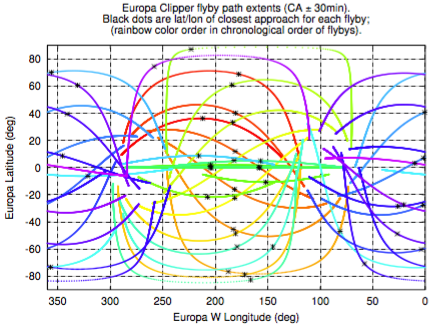 Europa Clipper flyby path extents (CA ± 30min).
Black dots are lat/lon of closest approach for each flyby;
(rainbow color order in chronological order of flybys).
80
60
40
20
0
-20
-40
-60
-80
Europa Latitude (deg)
350 300 250 200 150 100 50 0
Europa W Longitude (deg)